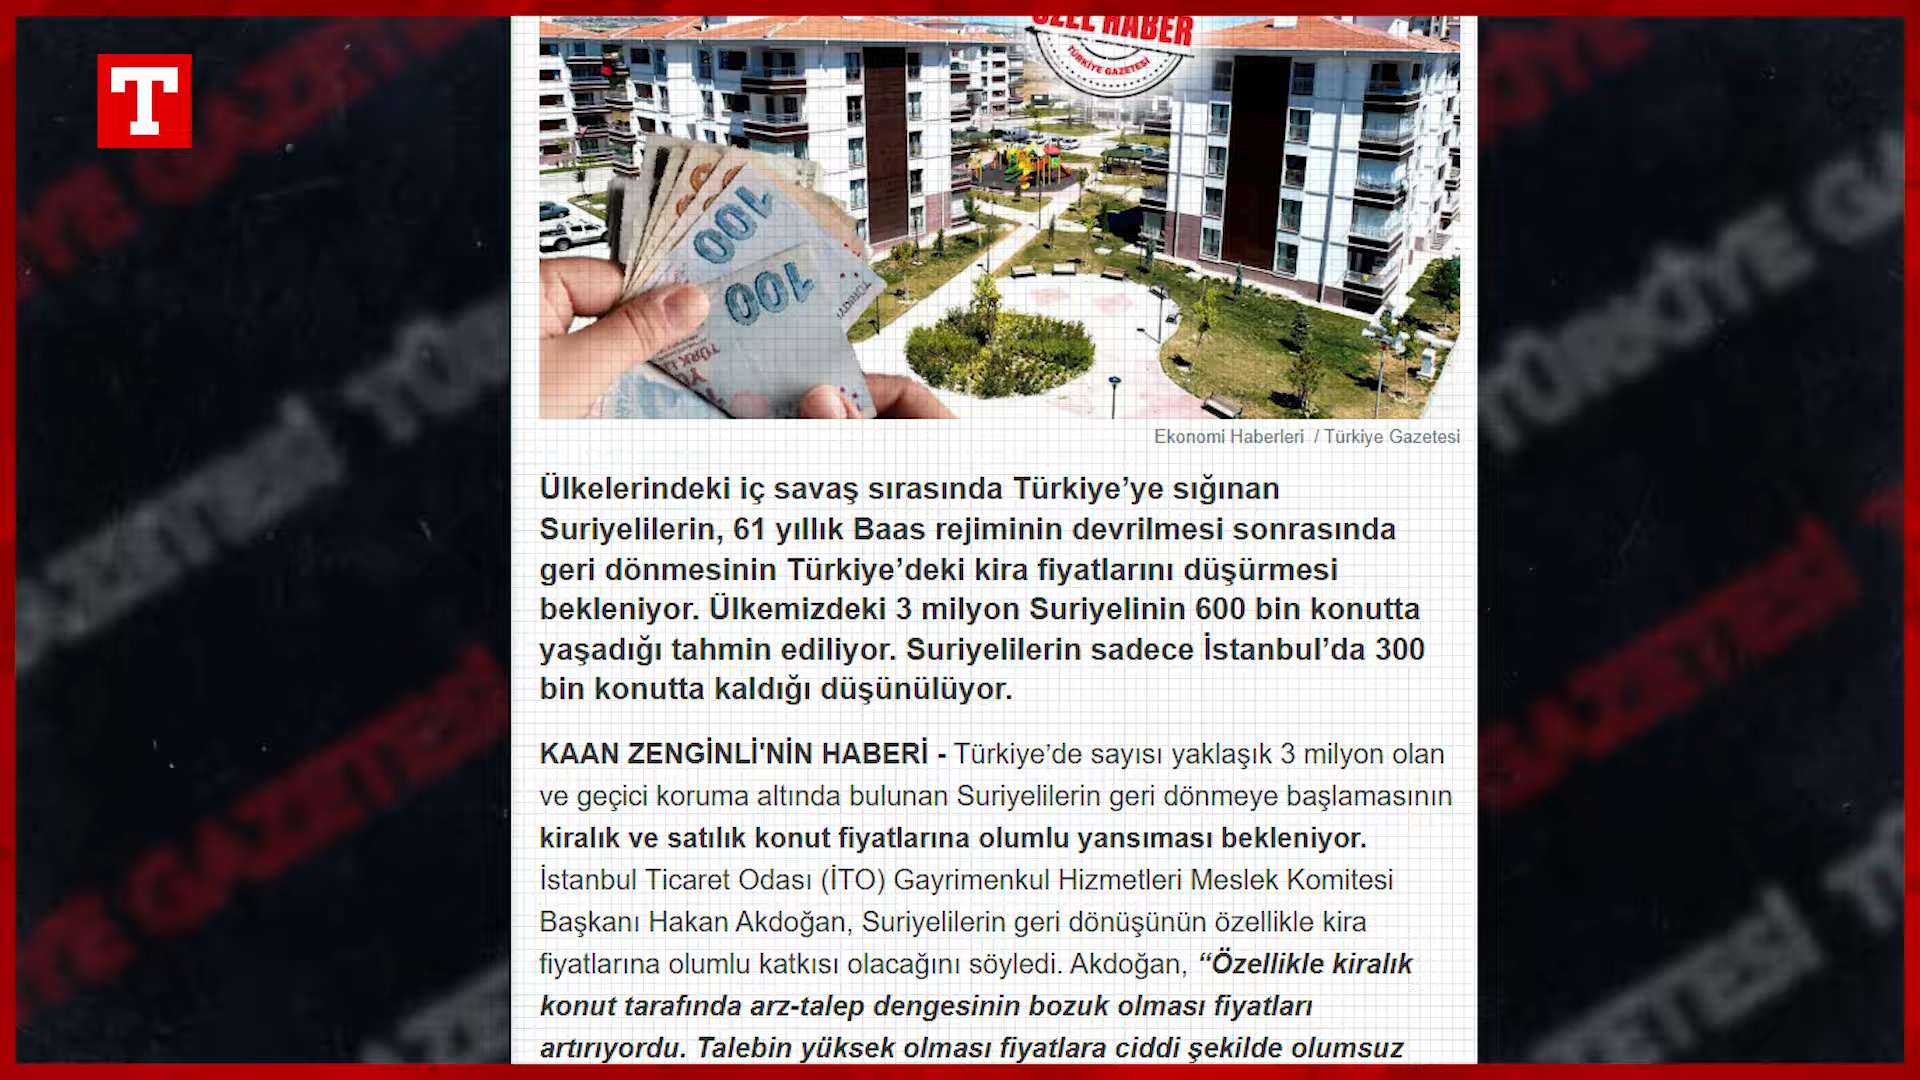 T
ÖZEL HABER
TÜRKİYE GAZETESİ
100
100
Ekonomi Haberleri / Türkiye Gazetesi
Ülkelerindeki iç savaş sırasında Türkiye’ye sığınan
Suriyelilerin, 61 yıllık Baas rejiminin devrilmesi sonrasında
geri dönmesinin Türkiye’deki kira fiyatlarını düşürmesi
bekleniyor. Ülkemizdeki 3 milyon Suriyelinin 600 bin konutta
yaşadığı tahmin ediliyor. Suriyelilerin sadece İstanbul’da 300
bin konutta kaldığı düşünülüyor.
KAAN ZENGİNLİ'NİN HABERİ - Türkiye’de sayısı yaklaşık 3 milyon olan
ve geçici koruma altında bulunan Suriyelilerin geri dönmeye başlamasının
kiralık ve satılık konut fiyatlarına olumlu yansıması bekleniyor.
İstanbul Ticaret Odası (İTO) Gayrimenkul Hizmetleri Meslek Komitesi
Başkanı Hakan Akdoğan, Suriyelilerin geri dönüşünün özellikle kira
fiyatlarına olumlu katkısı olacağını söyledi. Akdoğan, “Özellikle kiralık
konut tarafında arz-talep dengesinin bozuk olması fiyatları
artırıyordu. Talebin yüksek olması fiyatlara ciddi şekilde olumsuz